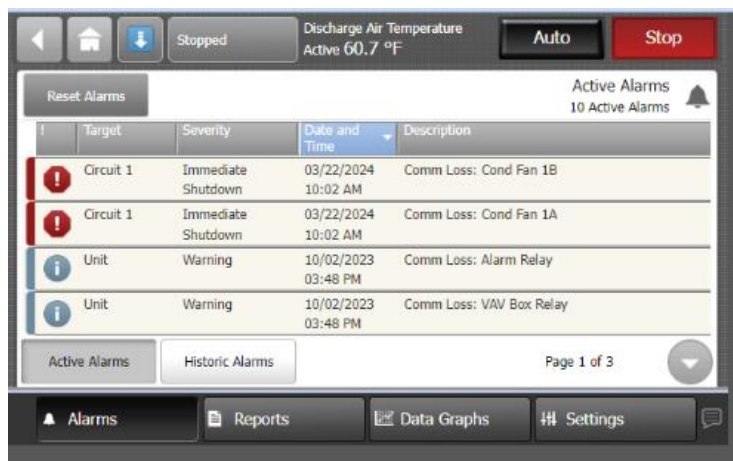 Stopped
Discharge Air Temperature
Active 60.7 °F
Auto
Stop
Reset Alarms
Active Alarms
10 Active Alarms
! Target Severity Date and Time Description
Circuit 1 Immediate Shutdown 03/22/2024 10:02 AM Comm Loss: Cond Fan 1B
Circuit 1 Immediate Shutdown 03/22/2024 10:02 AM Comm Loss: Cond Fan 1A
Unit Warning 10/02/2023 03:48 PM Comm Loss: Alarm Relay
Unit Warning 10/02/2023 03:48 PM Comm Loss: VAV Box Relay
Active Alarms
Historic Alarms
Page 1 of 3
Alarms
Reports
Data Graphs
Settings